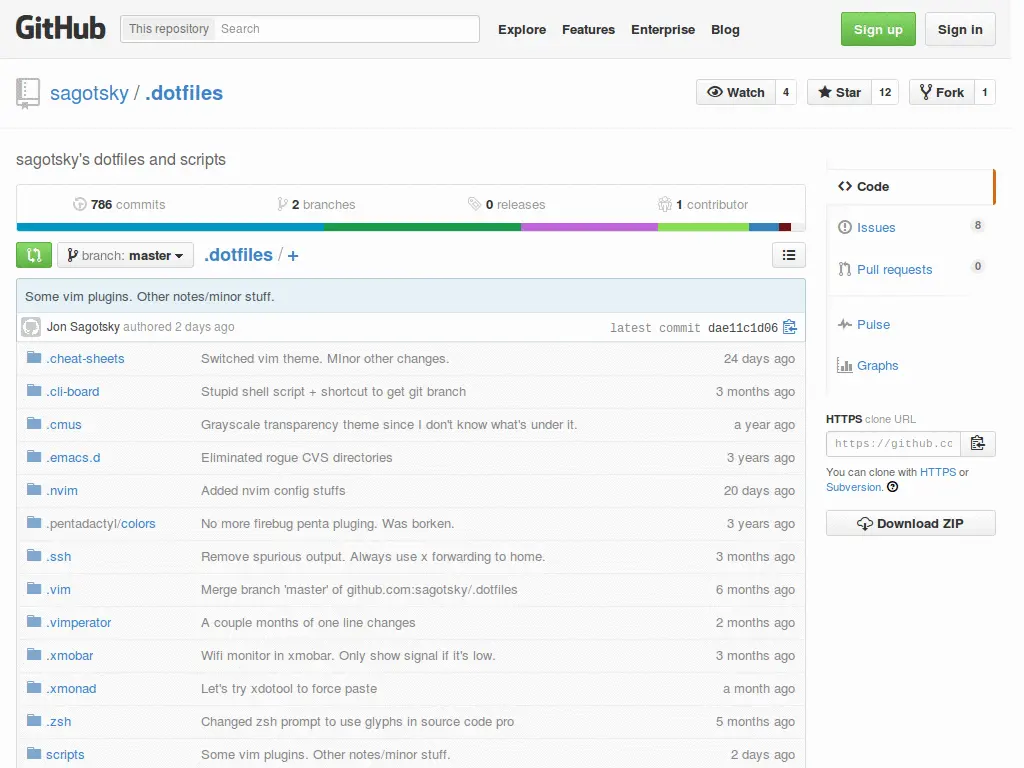 GitHub This repository Search Explore Features Enterprise Blog Sign up Sign in
sagotsky / .dotfiles Watch 4 Star 12 Fork 1
sagotsky's dotfiles and scripts
786 commits 2 branches 0 releases 1 contributor
branch: master .dotfiles / +
Some vim plugins. Other notes/minor stuff.
Jon Sagotsky authored 2 days ago latest commit dae11c1d06
.cheat-sheets Switched vim theme. MInor other changes. 24 days ago
.cli-board Stupid shell script + shortcut to get git branch 3 months ago
.cmus Grayscale transparency theme since I don't know what's under it. a year ago
.emacs.d Eliminated rogue CVS directories 3 years ago
.nvim Added nvim config stuffs 20 days ago
.pentadactyl/colors No more firebug penta pluging. Was borken. 3 years ago
.ssh Remove spurious output. Always use x forwarding to home. 3 months ago
.vim Merge branch 'master' of github.com:sagotsky/.dotfiles 6 months ago
.vimperator A couple months of one line changes 2 months ago
.xmobar Wifi monitor in xmobar. Only show signal if it's low. 3 months ago
.xmonad Let's try xdotool to force paste a month ago
.zsh Changed zsh prompt to use glyphs in source code pro 5 months ago
scripts Some vim plugins. Other notes/minor stuff. 2 days ago
Code
Issues 8
Pull requests 0
Pulse
Graphs
HTTPS clone URL
https://github.cc
You can clone with HTTPS or
Subversion.
Download ZIP